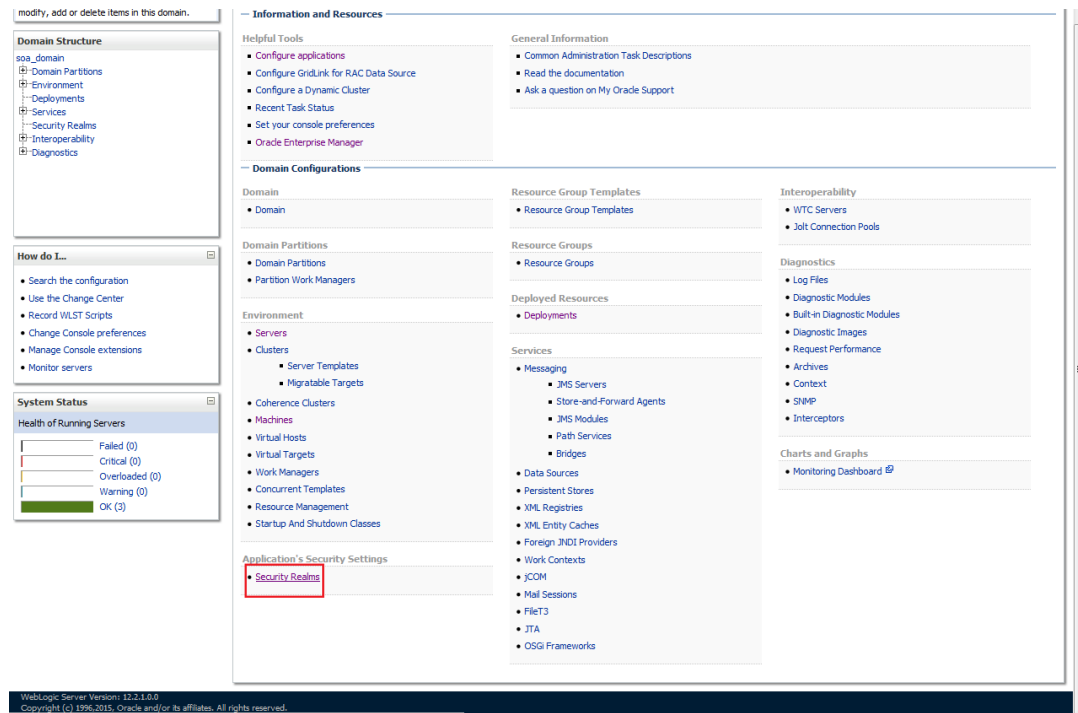 modify, add or delete items in this domain.
Domain Structure
soa_domain
Domain Partitions
Environment
Deployments
Services
Security Realms
Interoperability
Diagnostics
How do I...
Search the configuration
Use the Change Center
Record WLST Scripts
Change Console preferences
Manage Console extensions
Monitor servers
System Status
Health of Running Servers
Failed (0)
Critical (0)
Overloaded (0)
Warning (0)
OK (3)
Information and Resources
Helpful Tools
Configure applications
Configure GridLink for RAC Data Source
Configure a Dynamic Cluster
Recent Task Status
Set your console preferences
Oracle Enterprise Manager
General Information
Common Administration Task Descriptions
Read the documentation
Ask a question on My Oracle Support
Domain Configurations
Domain
Domain
Domain Partitions
Domain Partitions
Partition Work Managers
Environment
Servers
Clusters
Server Templates
Migratable Targets
Coherence Clusters
Machines
Virtual Hosts
Virtual Targets
Work Managers
Concurrent Templates
Resource Management
Startup And Shutdown Classes
Application's Security Settings
Security Realms
Resource Group Templates
Resource Group Templates
Resource Groups
Resource Groups
Deployed Resources
Deployments
Services
Messaging
JMS Servers
Store-and-Forward Agents
JMS Modules
Path Services
Bridges
Data Sources
Persistent Stores
XML Registries
XML Entity Caches
Foreign JNDI Providers
Work Contexts
jCOM
Mail Sessions
FileT3
JTA
OSGi Frameworks
Interoperability
WTC Servers
Jolt Connection Pools
Diagnostics
Log Files
Diagnostic Modules
Built-in Diagnostic Modules
Diagnostic Images
Request Performance
Archives
Context
SNMP
Interceptors
Charts and Graphs
Monitoring Dashboard
WebLogic Server Version: 12.2.1.0.0
Copyright (c) 1996,2015, Oracle and/or its affiliates. All rights reserved.